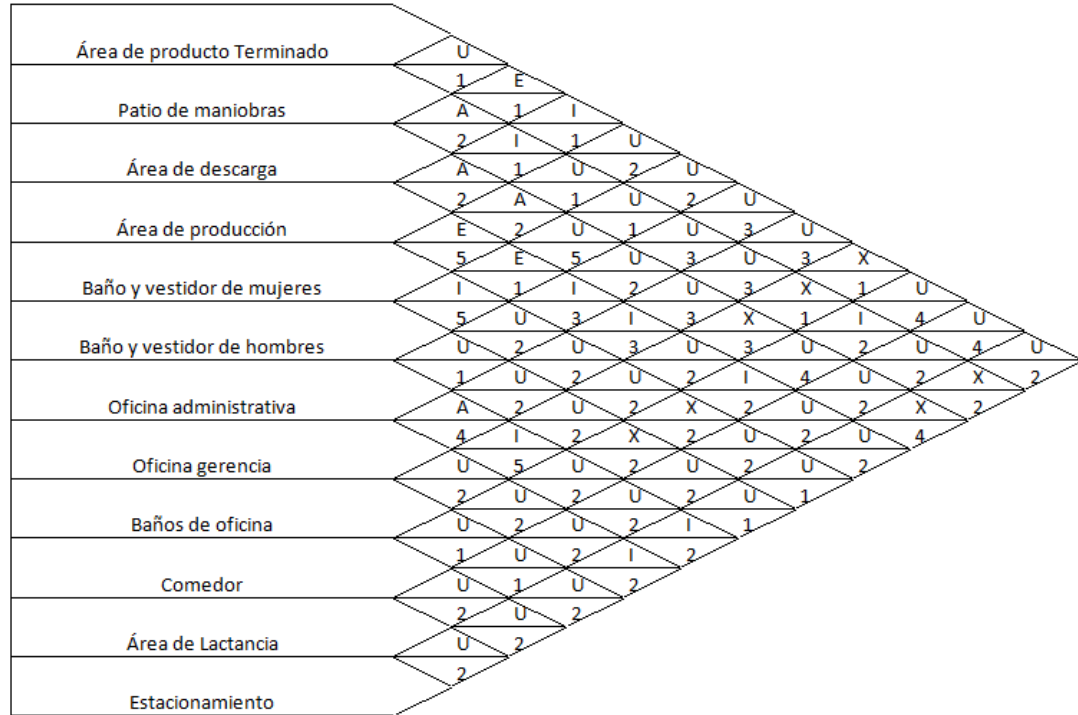 Área de producto Terminado U
1 E
Patio de maniobras A 1 I
2 I 1 U
Área de descarga A 1 U 2 U
2 A 1 U 2 U
Área de producción E 2 U 1 U 3 U
5 E 5 U 3 U 3 X
Baño y vestidor de mujeres I 1 I 2 U 3 X 1 U
5 U 3 I 3 X 1 I 4 U
Baño y vestidor de hombres U 2 U 3 U 3 U 2 U 4 U
1 U 2 U 2 I 4 U 2 X 2
Oficina administrativa A 2 U 2 X 2 U 2 X 2
4 I 2 X 2 U 2 U 4
Oficina gerencia U 5 U 2 U 2 U 2
2 U 2 U 2 U 1
Baños de oficina U 2 U 2 I 1
1 U 2 I 2
Comedor U 1 U 2
2 U 2
Área de Lactancia U 2
2
Estacionamiento